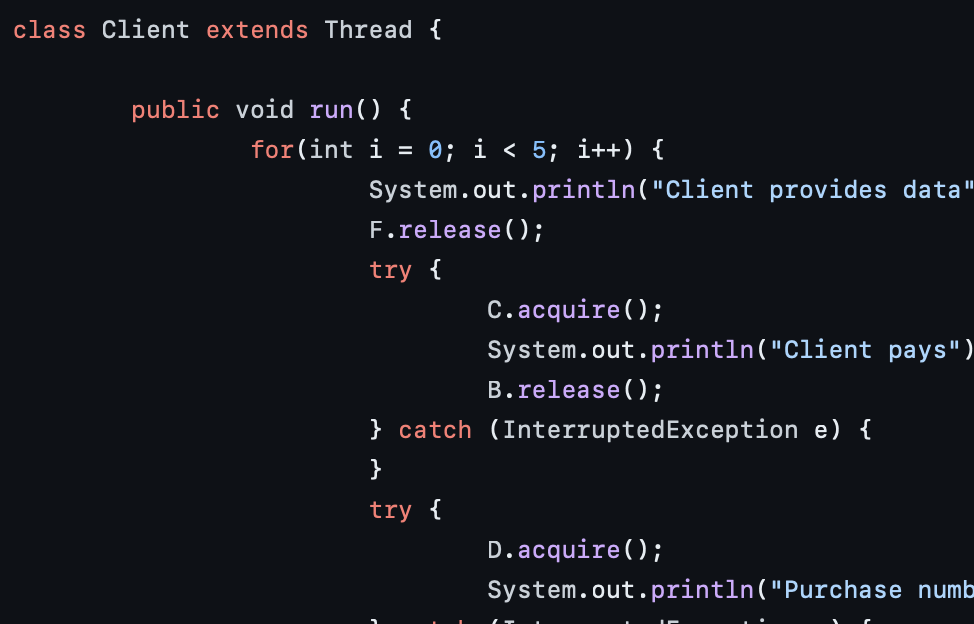 class Client extends Thread {
public void run() {
for(int i = 0; i < 5; i++) {
System.out.println("Client provides data"
F.release();
try {
C.acquire();
System.out.println("Client pays")
B.release();
} catch (InterruptedException e) {
}
try {
D.acquire();
System.out.println("Purchase numb